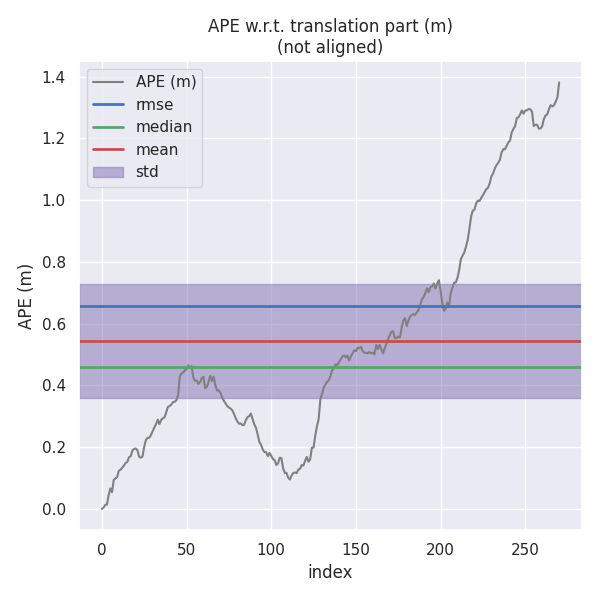 APE w.r.t. translation part (m)
(not aligned)
APE (m)
rmse
median
mean
std
APE (m)
1.4
1.2
1.0
0.8
0.6
0.4
0.2
0.0
0 50 100 150 200 250
index